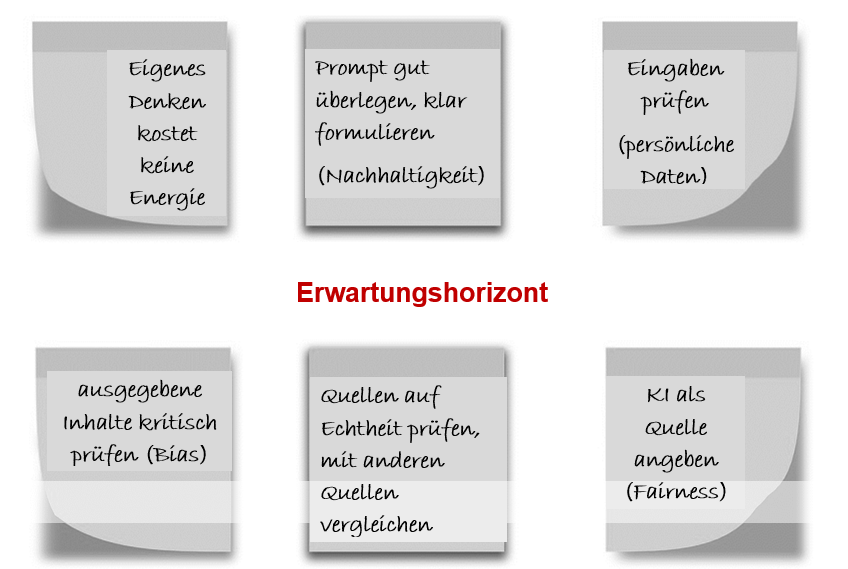 Eigenes
Denken
kostet
keine
Energie
Prompt gut
überlegen, klar
formulieren
(Nachhaltigkeit)
Eingaben
prüfen
(persönliche
Daten)
Erwartungshorizont
ausgegebene
Inhalte kritisch
prüfen (Bias)
Quellen auf
Echtheit prüfen,
mit anderen
Quellen
vergleichen
KI als
Quelle
angeben
(Fairness)